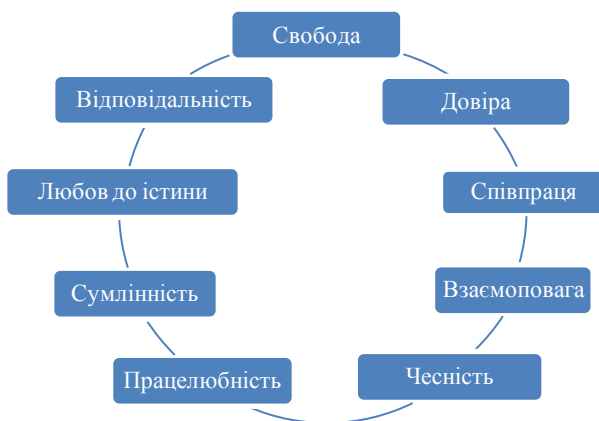 Свобода
Довіра
Співпраця
Взаємоповага
Чесність
Працелюбність
Сумлінність
Любов до істини
Відповідальність